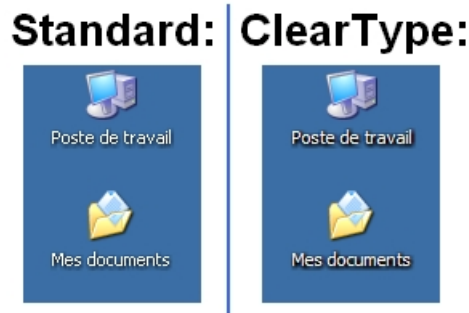 Standard: ClearType:
Poste de travail Poste de travail
Mes documents Mes documents